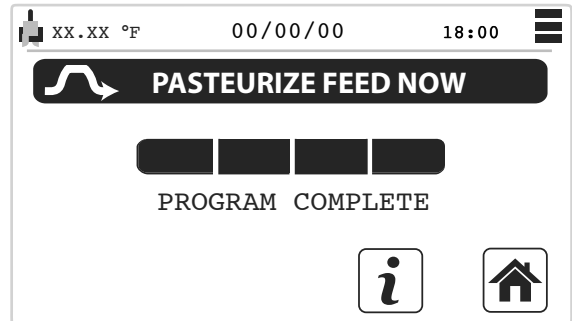 XX.XX °F 00/00/00 18:00
PASTEURIZE FEED NOW
PROGRAM COMPLETE
i